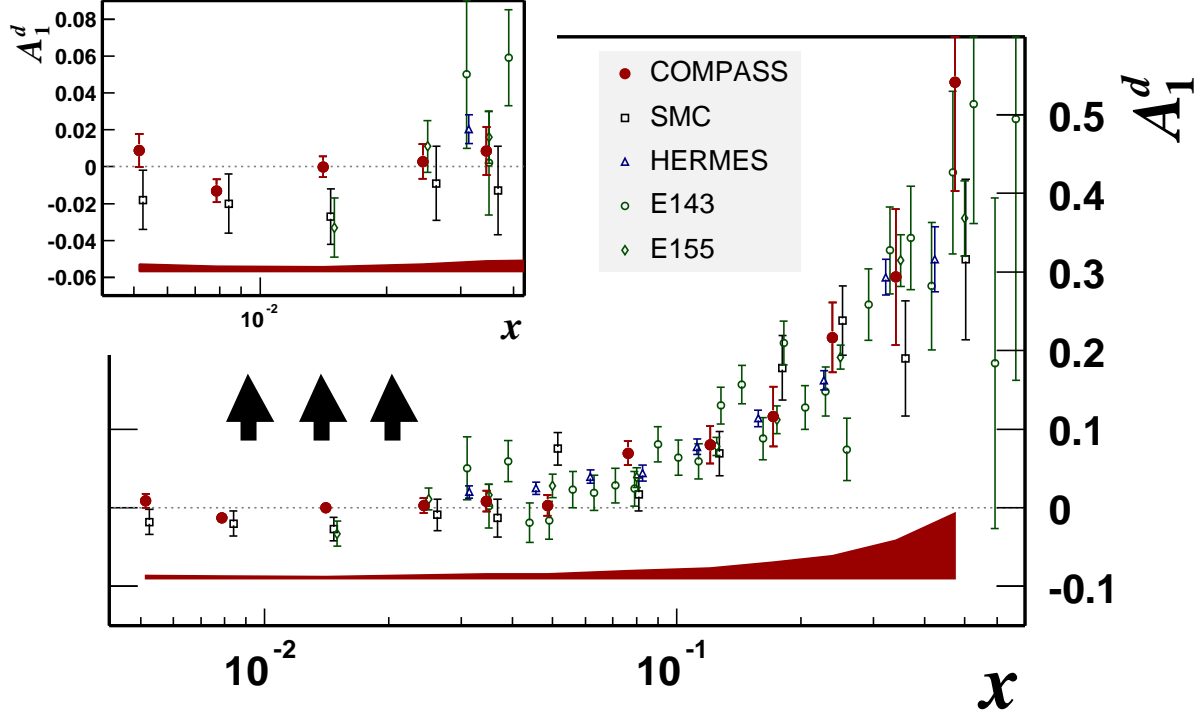 A₁ᵈ
0.08
0.06
0.04
0.02
0
-0.02
-0.04
-0.06
10⁻²
x
COMPASS
SMC
HERMES
E143
E155
A₁ᵈ
0.5
0.4
0.3
0.2
0.1
0
-0.1
10⁻²
10⁻¹
x